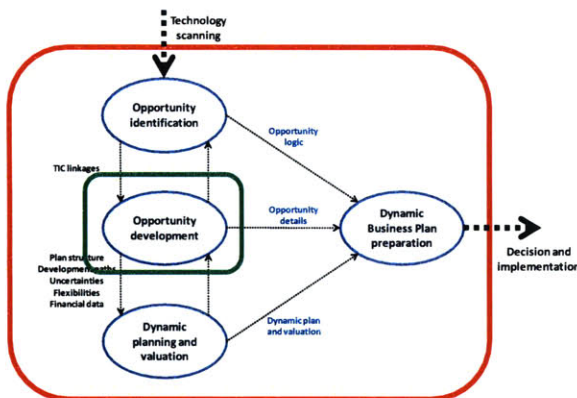 Technology
scanning
Opportunity
identification
Opportunity
logic
TIC linkages
Opportunity
development
Opportunity
details
Dynamic
Business Plan
preparation
Decision and
implementation
Plan structure
Development paths
Uncertainties
Flexibilities
Financial data
Dynamic
planning and
valuation
Dynamic plan
and valuation